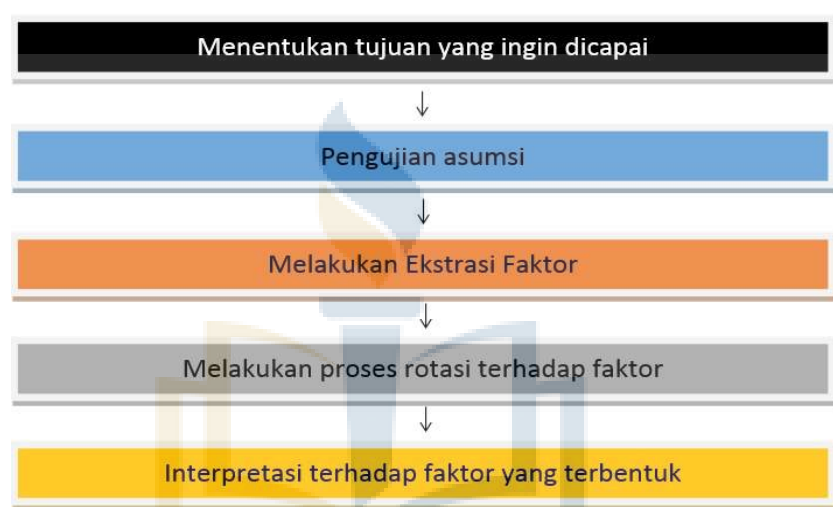 Menentukan tujuan yang ingin dicapai
Pengujian asumsi
Melakukan Ekstrasi Faktor
Melakukan proses rotasi terhadap faktor
Interpretasi terhadap faktor yang terbentuk